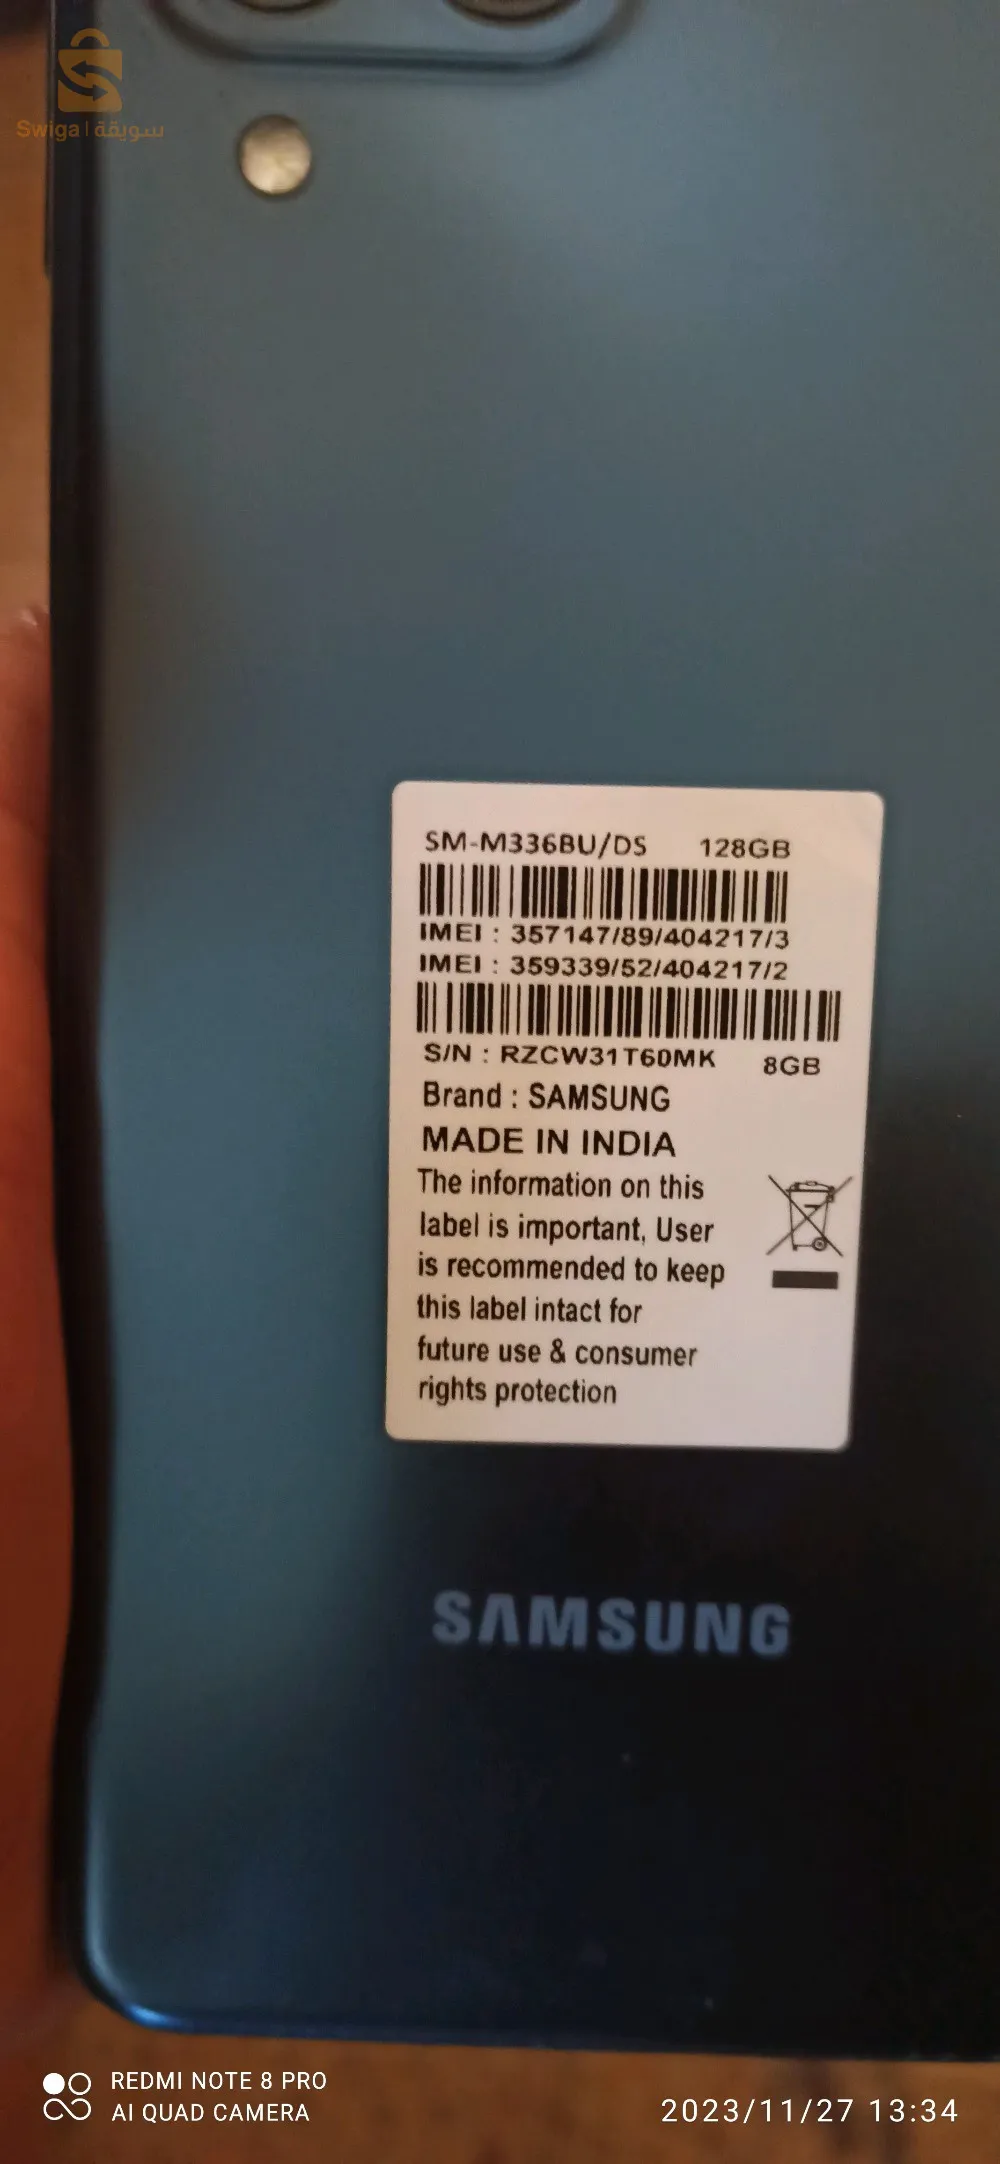 Swiga | سويقة
SM-M336BU/DS 128GB
IMEI : 357147/89/404217/3
IMEI : 359339/52/404217/2
S/N : RZCW31T60MK 8GB
Brand : SAMSUNG
MADE IN INDIA
The information on this
label is important, User
is recommended to keep
this label intact for
future use & consumer
rights protection
SAMSUNG
REDMI NOTE 8 PRO
AI QUAD CAMERA
2023/11/27 13:34